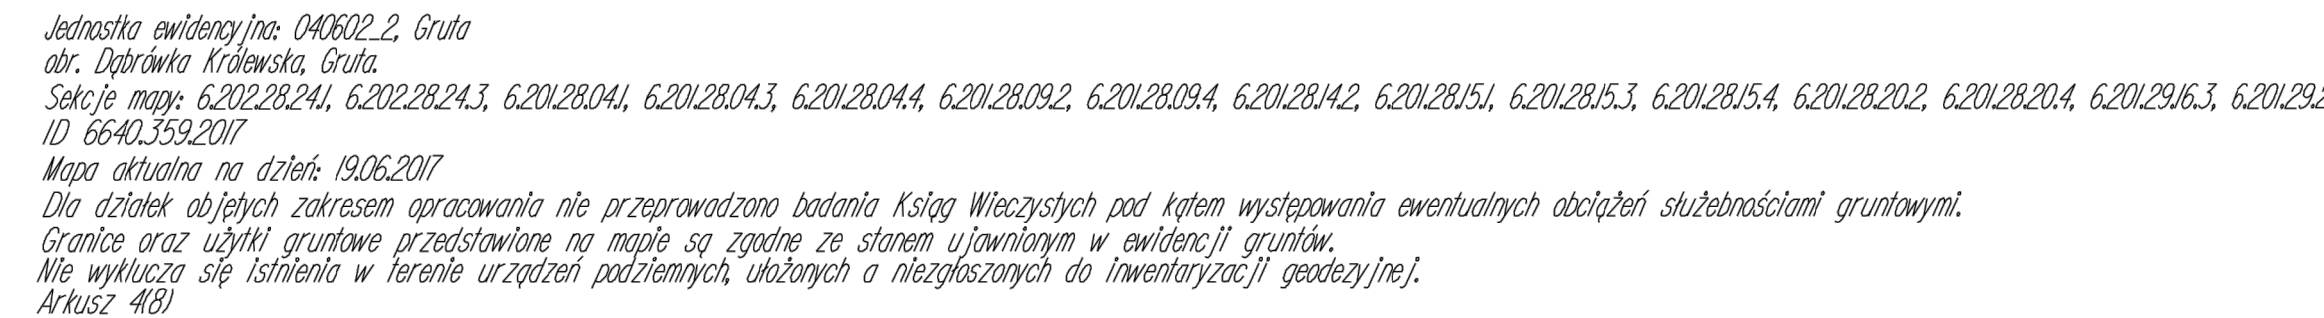 Jednostka ewidencyjna: 040602_2, Gruta
obr. Dąbrówka Królewska, Gruta.
Sekcje mapy: 6.202.28.24.1, 6.202.28.24.3, 6.201.28.04.1, 6.201.28.04.3, 6.201.28.04.4, 6.201.28.09.2, 6.201.28.09.4, 6.201.28.14.2, 6.201.28.15.1, 6.201.28.15.3, 6.201.28.15.4, 6.201.28.20.2, 6.201.28.20.4, 6.201.29.16.3,
ID 6640.359.2017
Mapa aktualna na dzień: 19.06.2017
Dla działek objętych zakresem opracowania nie przeprowadzono badania Ksiąg Wieczystych pod kątem występowania ewentualnych obciążeń służebnościami gruntowymi.
Granice oraz użytki gruntowe przedstawione na mapie są zgodne ze stanem ujawnionym w ewidencji gruntów.
Nie wyklucza się istnienia w terenie urządzeń podziemnych, ułożonych a niezgłoszonych do inwentaryzacji geodezyjnej.
Arkusz 4(8)